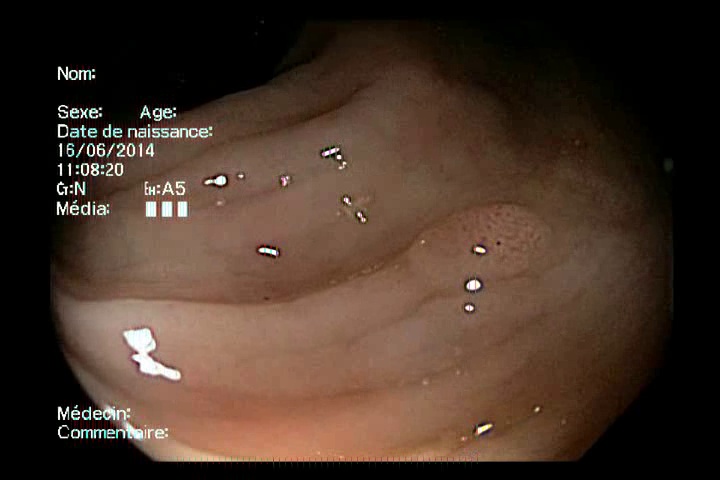 Nom:
Sexe: Age:
Date de naissance:
16/06/2014
11:08:20
G:N Eh:A5
Média:
Médecin:
Commentaire: